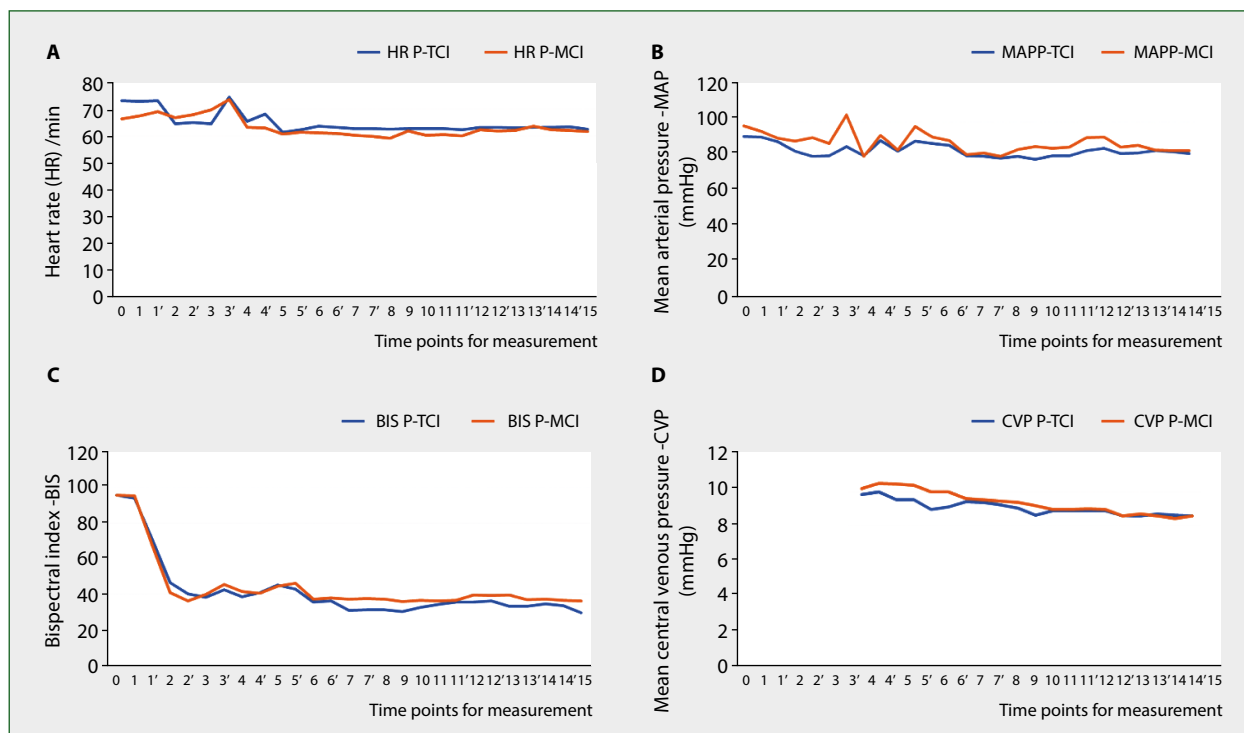 A
HR P-TCI HR P-MCI
Heart rate (HR) /min
80
70
60
50
40
30
20
10
0
0 1 1′ 2 2′ 3 3′ 4 4′ 5 5′ 6 6′ 7 7′ 8 9 10 11 11′12 12′13 13′14 14′15
Time points for measurement
B
MAPP-TCI MAPP-MCI
Mean arterial pressure -MAP
(mmHg)
120
100
80
60
40
20
0
0 1 1′ 2 2′ 3 3′ 4 4′ 5 5′ 6 6′ 7 7′ 8 9 10 11 11′12 12′13 13′14 14′15
Time points for measurement
C
BIS P-TCI BIS P-MCI
Bispectral index -BIS
120
100
80
60
40
20
0
0 1 1′ 2 2′ 3 3′ 4 4′ 5 5′ 6 6′ 7 7′ 8 9 10 11 11′12 12′13 13′14 14′15
Time points for measurement
D
CVP P-TCI CVP P-MCI
Mean central venous pressure -CVP
(mmHg)
12
10
8
6
4
2
0
0 1 1′ 2 2′ 3 3′ 4 4′ 5 5′ 6 6′ 7 7′ 8 9 10 11 11′12 12′13 13′14 14′15
Time points for measurement